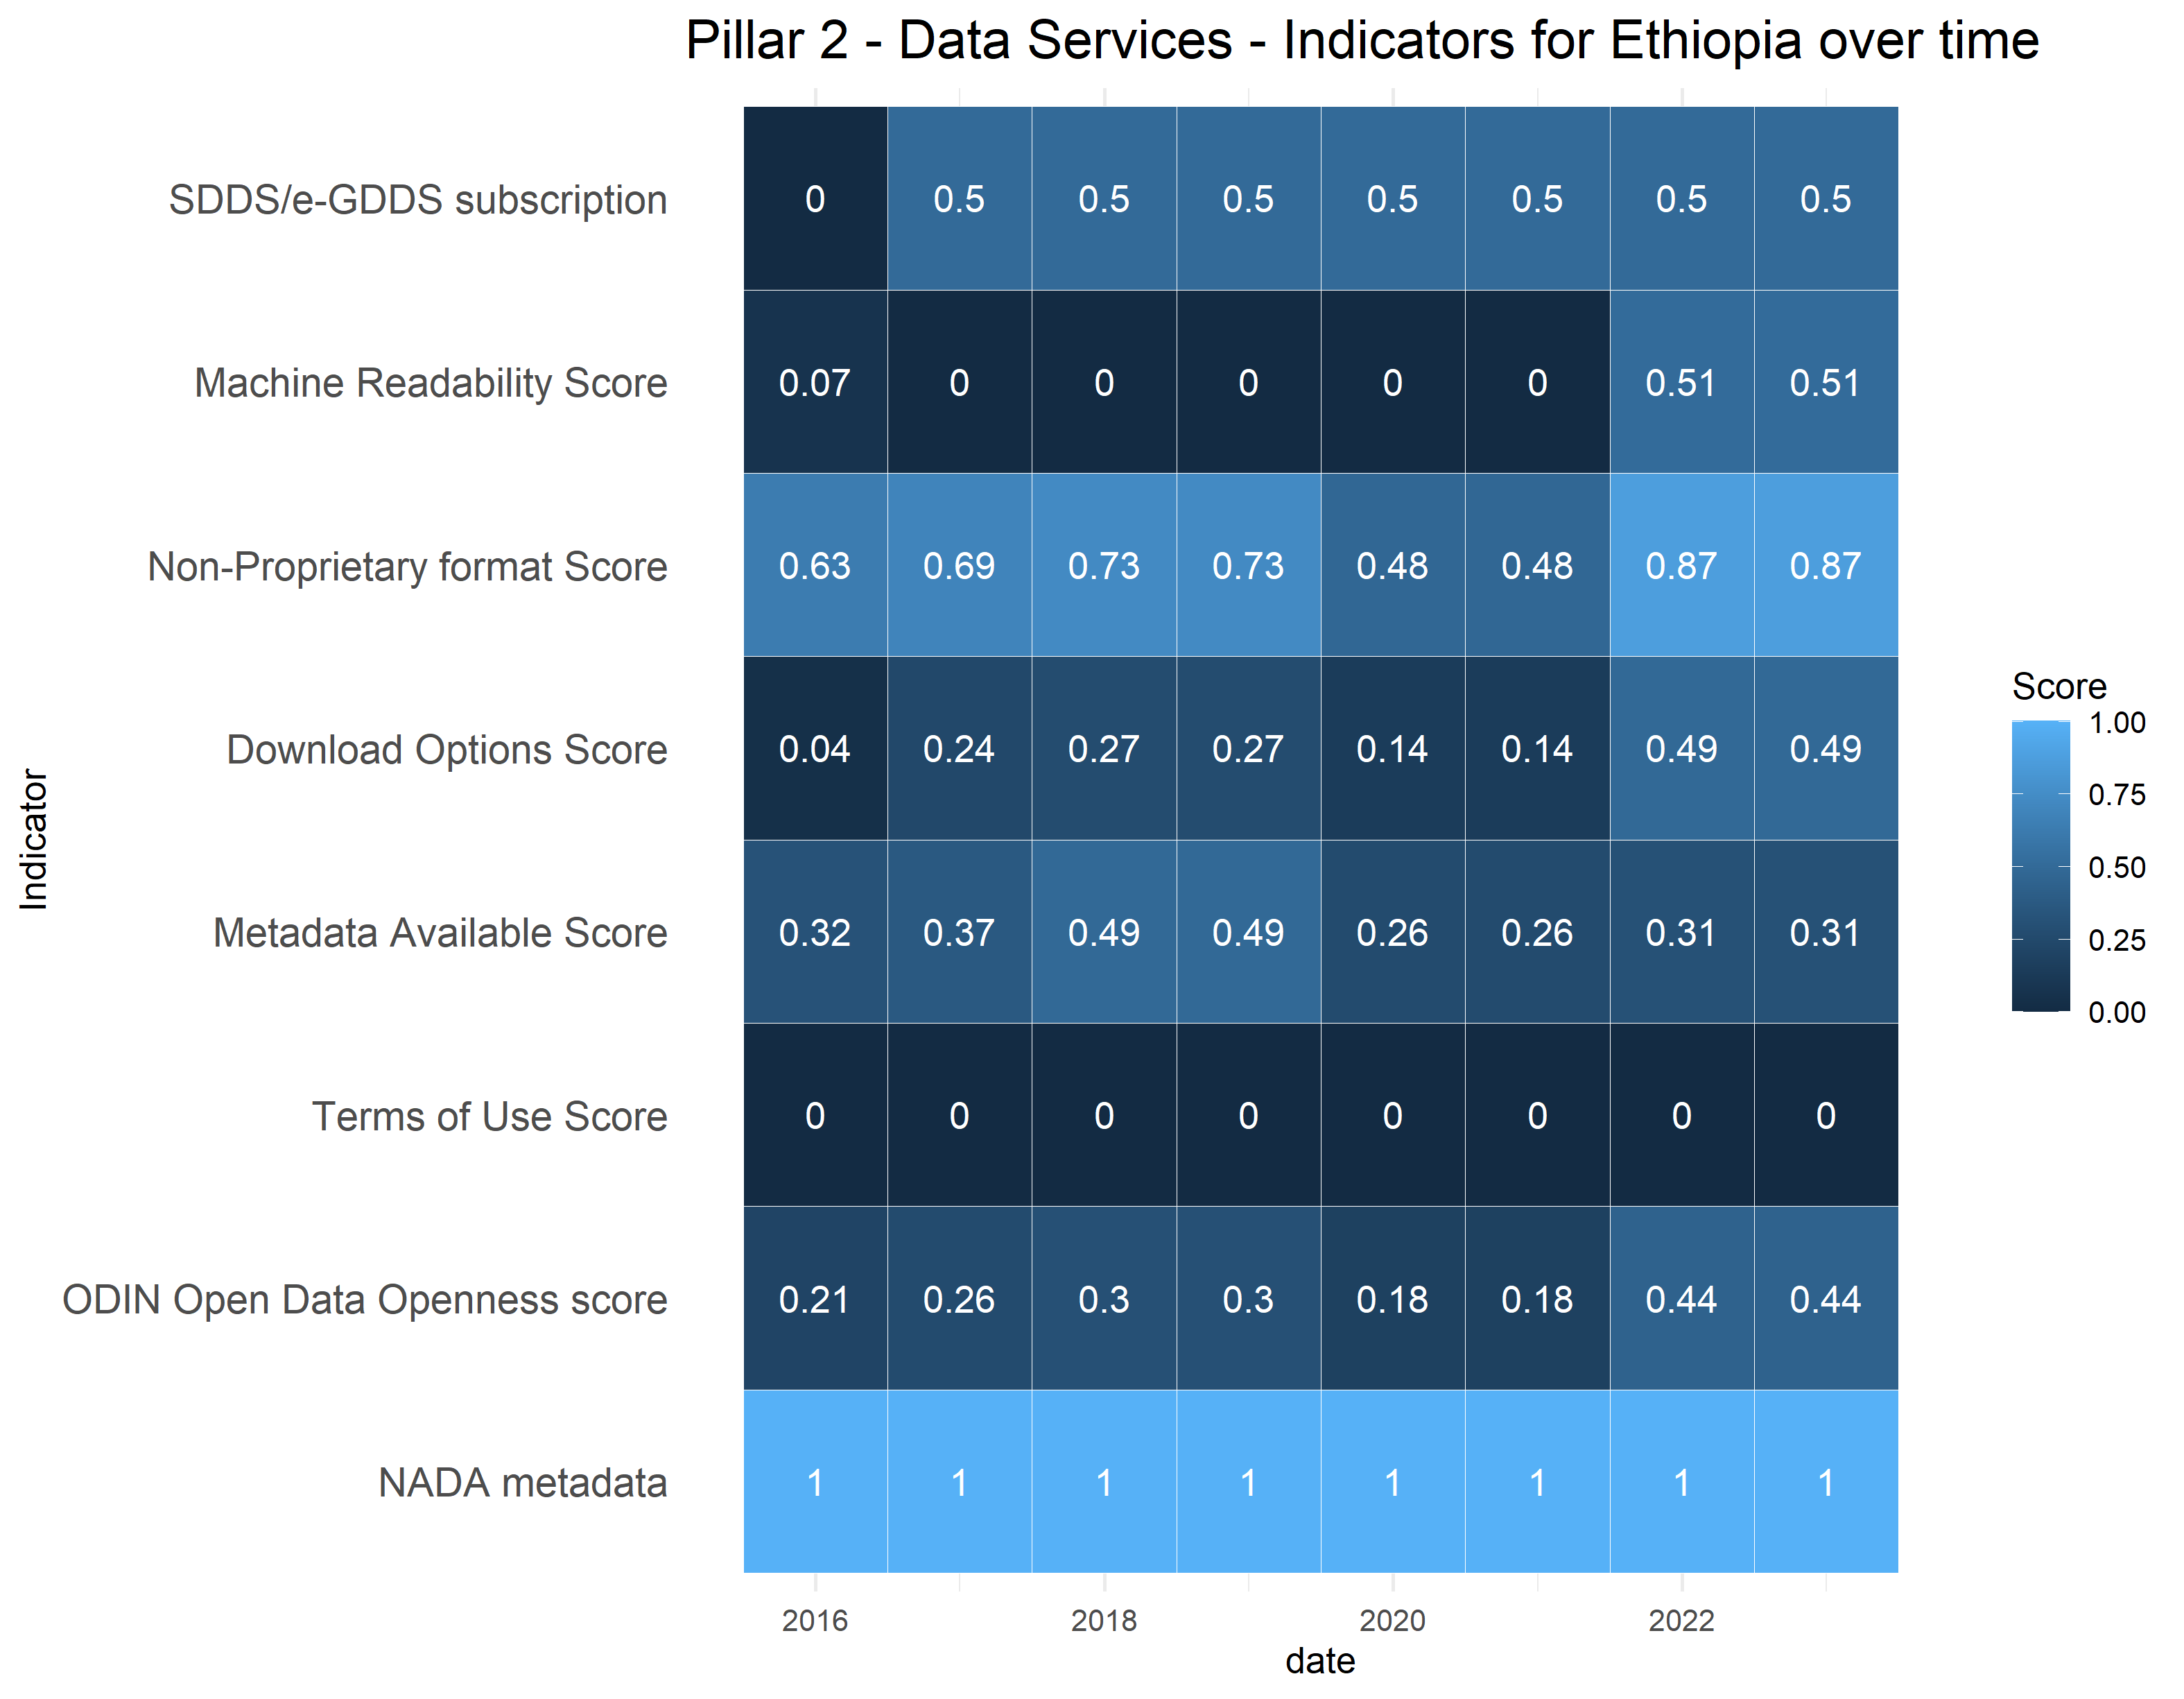 Pillar 2 - Data Services - Indicators for Ethiopia over time
Indicator
SDDS/e-GDDS subscription 0 0.5 0.5 0.5 0.5 0.5 0.5 0.5
Machine Readability Score 0.07 0 0 0 0 0 0.51 0.51
Non-Proprietary format Score 0.63 0.69 0.73 0.73 0.48 0.48 0.87 0.87
Download Options Score 0.04 0.24 0.27 0.27 0.14 0.14 0.49 0.49
Metadata Available Score 0.32 0.37 0.49 0.49 0.26 0.26 0.31 0.31
Terms of Use Score 0 0 0 0 0 0 0 0
ODIN Open Data Openness score 0.21 0.26 0.3 0.3 0.18 0.18 0.44 0.44
NADA metadata 1 1 1 1 1 1 1 1
2016 2018 2020 2022
date
Score
1.00
0.75
0.50
0.25
0.00